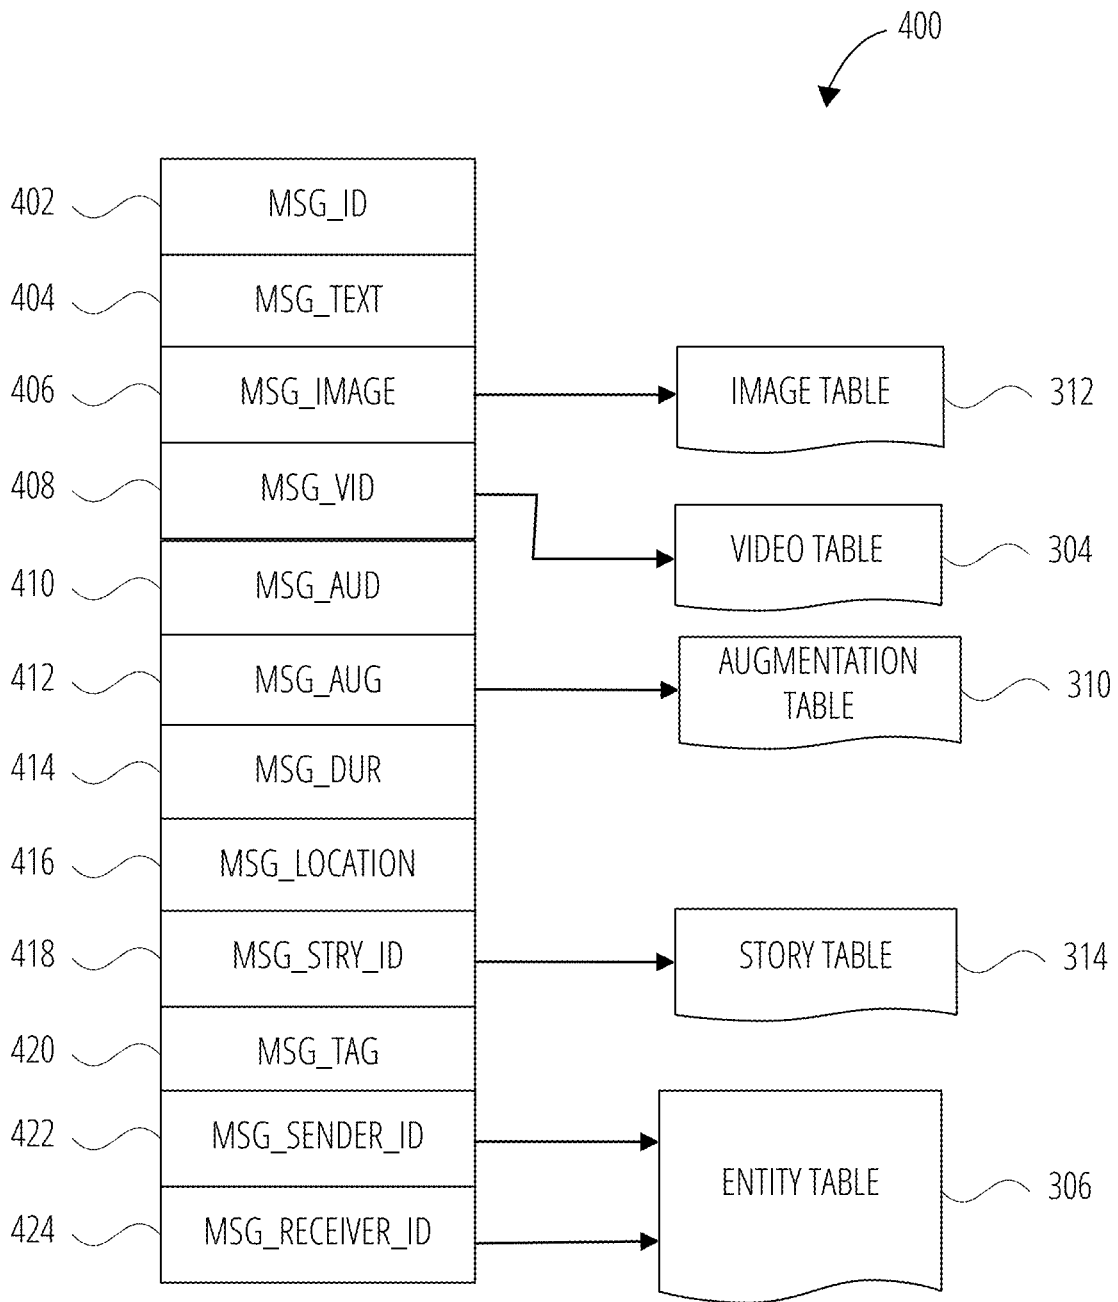 400
402 MSG_ID
404 MSG_TEXT
406 MSG_IMAGE IMAGE TABLE 312
408 MSG_VID VIDEO TABLE 304
410 MSG_AUD
412 MSG_AUG AUGMENTATION TABLE 310
414 MSG_DUR
416 MSG_LOCATION
418 MSG_STRY_ID STORY TABLE 314
420 MSG_TAG
422 MSG_SENDER_ID
ENTITY TABLE 306
424 MSG_RECEIVER_ID